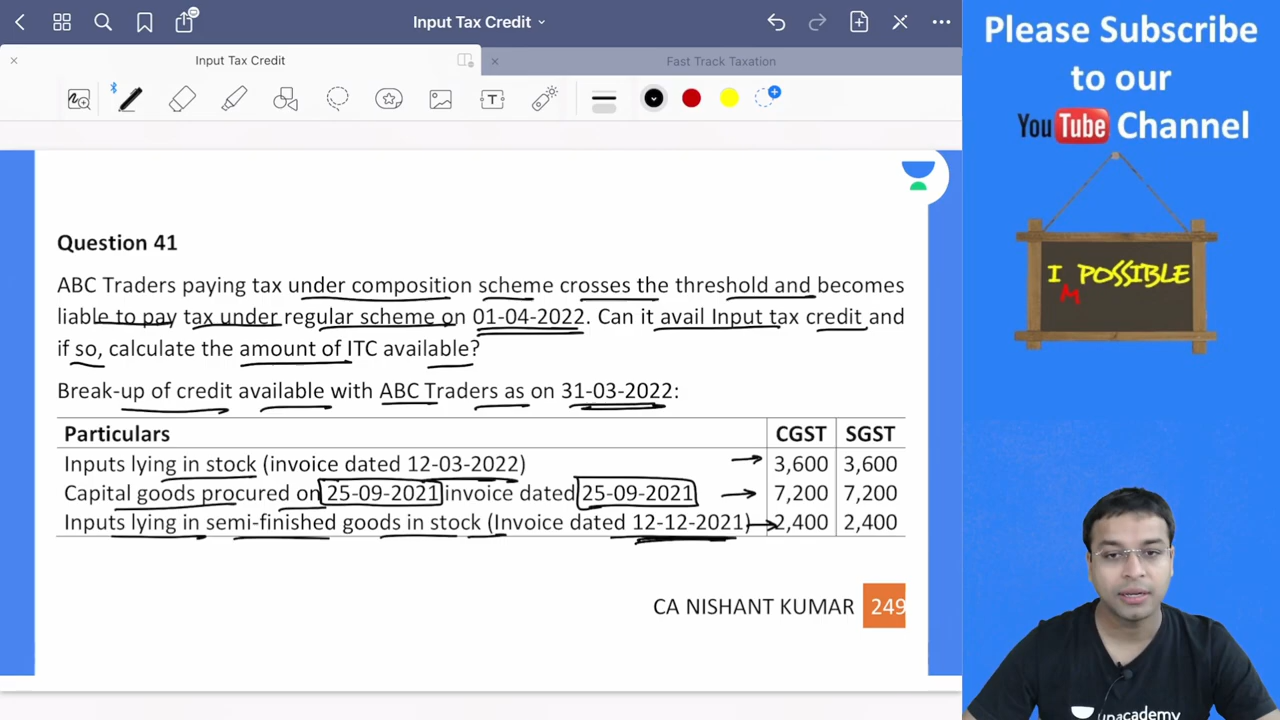 Input Tax Credit
Please Subscribe
to our
YouTube Channel
Input Tax Credit
Fast Track Taxation
I POSSIBLE
M
Question 41
ABC Traders paying tax under composition scheme crosses the threshold and becomes
liable to pay tax under regular scheme on 01-04-2022. Can it avail Input tax credit and
if so, calculate the amount of ITC available?
Break-up of credit available with ABC Traders as on 31-03-2022:
Particulars CGST SGST
Inputs lying in stock (invoice dated 12-03-2022) 3,600 3,600
Capital goods procured on 25-09-2021 invoice dated 25-09-2021 7,200 7,200
Inputs lying in semi-finished goods in stock (Invoice dated 12-12-2021) 2,400 2,400
CA NISHANT KUMAR 249
unacademy